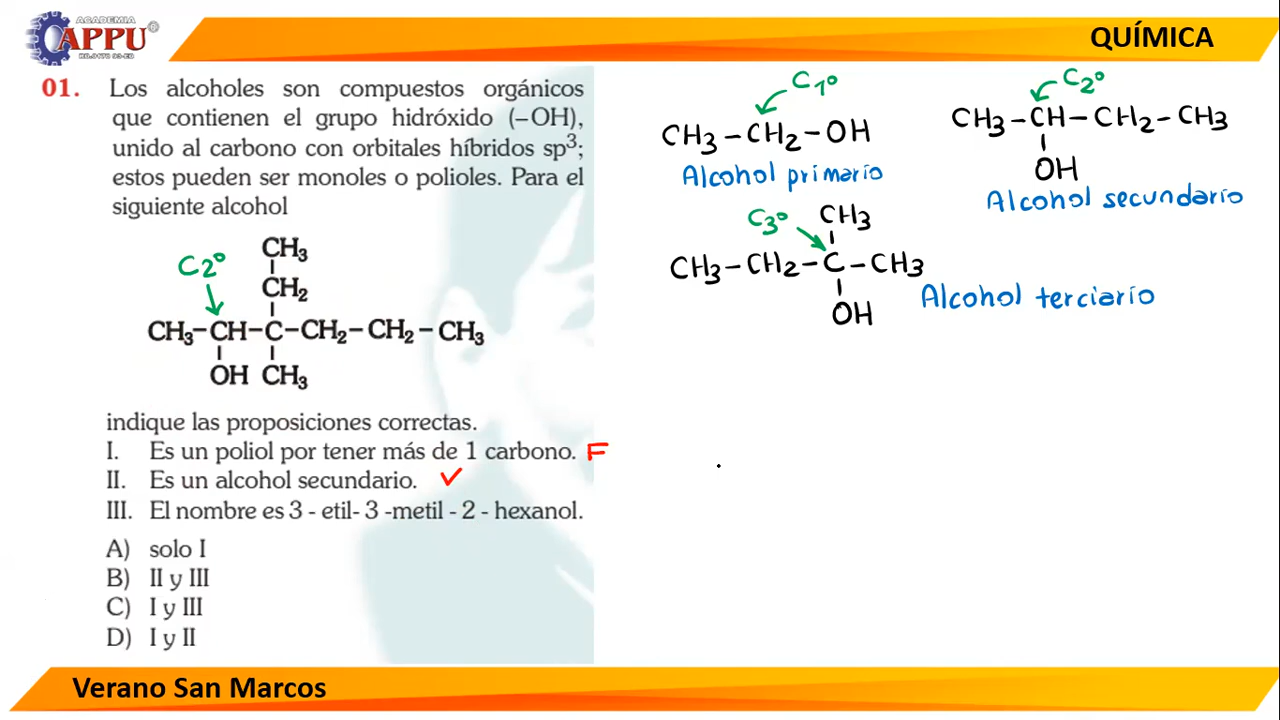 ACADEMIA
CAPPU
QUÍMICA
01. Los alcoholes son compuestos orgánicos
que contienen el grupo hidróxido (–OH),
unido al carbono con orbitales híbridos sp³;
estos pueden ser monoles o polioles. Para el
siguiente alcohol
CH₃
C2°
CH₂
CH₃–CH–C–CH₂–CH₂–CH₃
OH CH₃
indique las proposiciones correctas.
I. Es un poliol por tener más de 1 carbono. F
II. Es un alcohol secundario. ✓
III. El nombre es 3 - etil- 3 -metil - 2 - hexanol.
A) solo I
B) II y III
C) I y III
D) I y II
C1°
CH₃–CH₂–OH
Alcohol primario
C2°
CH₃–CH–CH₂–CH₃
OH
Alcohol secundario
C3° CH₃
CH₃–CH₂–C–CH₃
OH
Alcohol terciario
Verano San Marcos